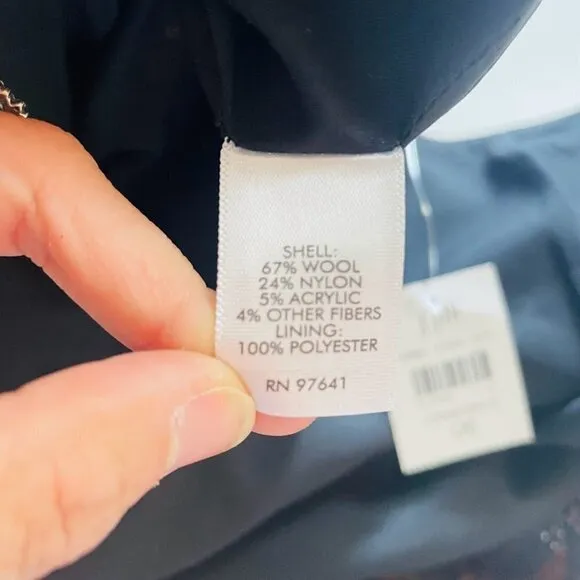 SHELL:
67% WOOL
24% NYLON
5% ACRYLIC
4% OTHER FIBERS
LINING:
100% POLYESTER
RN 97641